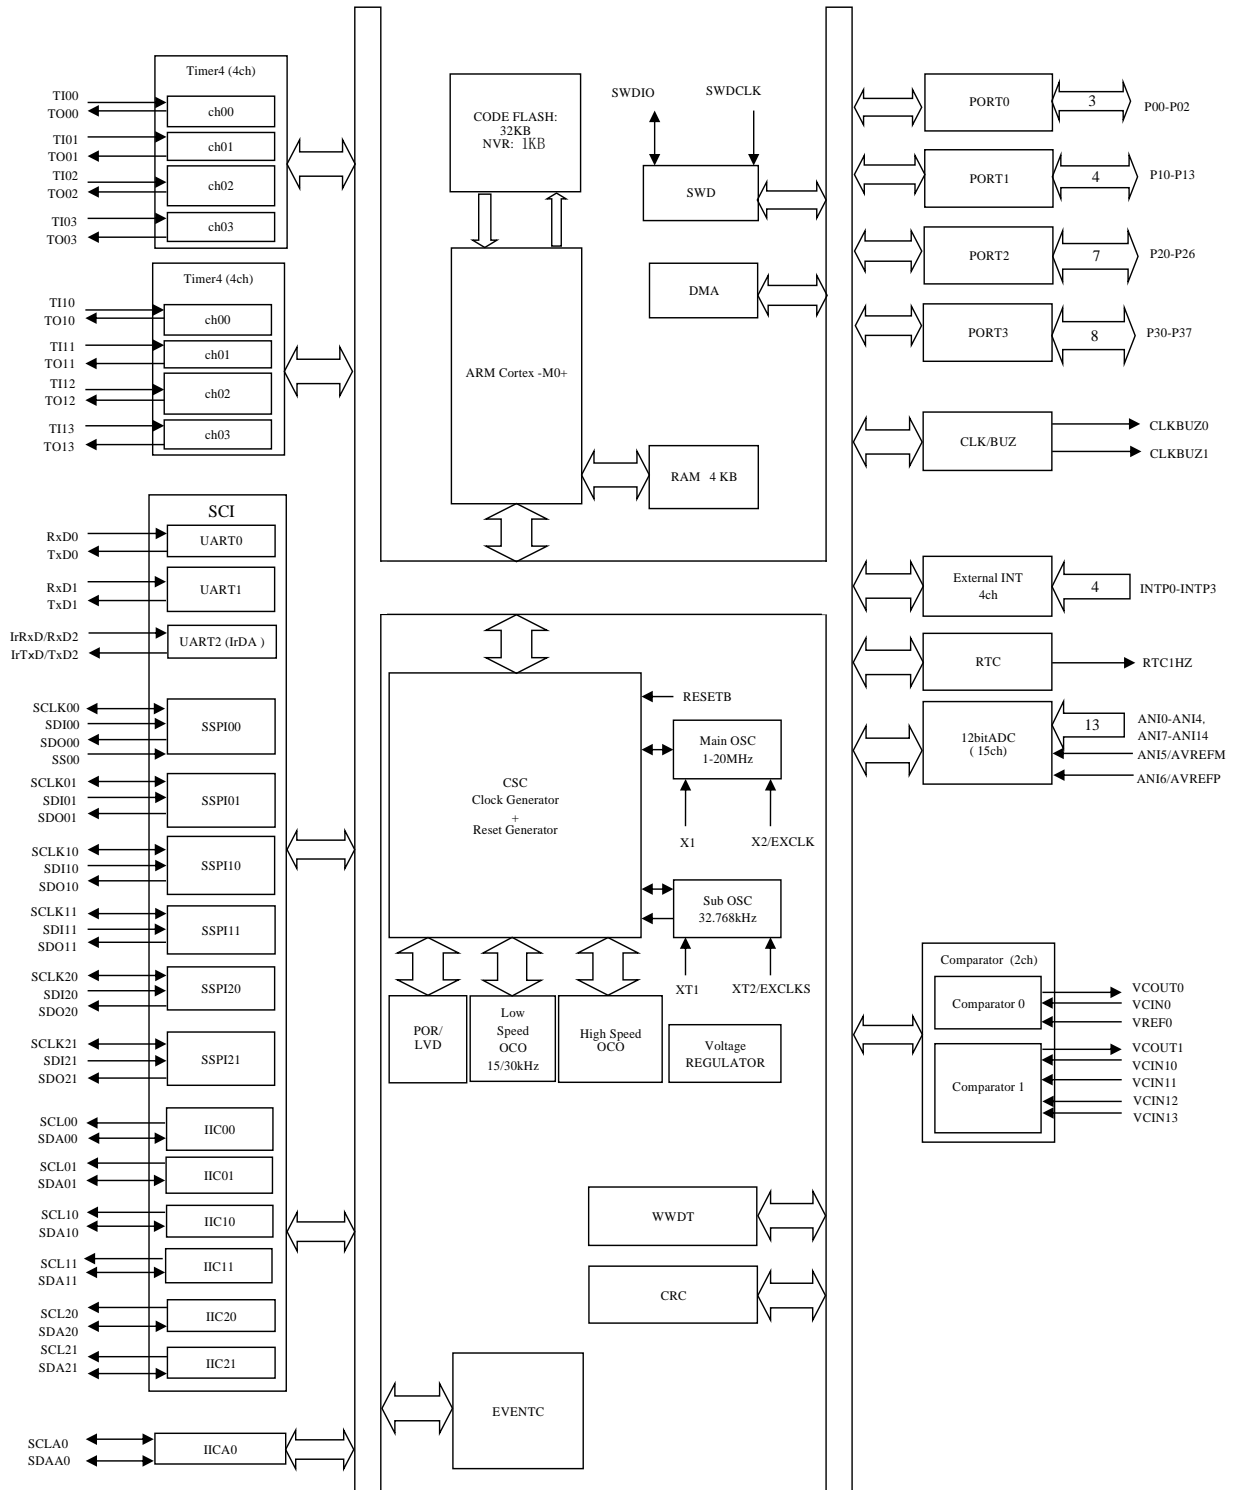 Timer4 (4ch)
TI00
TO00
ch00
TI01
TO01
ch01
TI02
TO02
ch02
TI03
TO03
ch03
Timer4 (4ch)
TI10
TO10
ch00
TI11
TO11
ch01
TI12
TO12
ch02
TI13
TO13
ch03
SCI
RxD0
TxD0
UART0
RxD1
TxD1
UART1
IrRxD/RxD2
IrTxD/TxD2
UART2 (IrDA )
SCLK00
SDI00
SDO00
SS00
SSPI00
SCLK01
SDI01
SDO01
SSPI01
SCLK10
SDI10
SDO10
SSPI10
SCLK11
SDI11
SDO11
SSPI11
SCLK20
SDI20
SDO20
SSPI20
SCLK21
SDI21
SDO21
SSPI21
SCL00
SDA00
IIC00
SCL01
SDA01
IIC01
SCL10
SDA10
IIC10
SCL11
SDA11
IIC11
SCL20
SDA20
IIC20
SCL21
SDA21
IIC21
SCLA0
SDAA0
IICA0
CODE FLASH:
32KB
NVR: 1KB
ARM Cortex -M0+
SWDIO
SWDCLK
SWD
DMA
RAM 4 KB
CSC
Clock Generator
+
Reset Generator
RESETB
Main OSC
1-20MHz
X1
X2/EXCLK
Sub OSC
32.768kHz
XT1
XT2/EXCLKS
POR/
LVD
Low
Speed
OCO
15/30kHz
High Speed
OCO
Voltage
REGULATOR
WWDT
CRC
EVENTC
PORT0
3
P00-P02
PORT1
4
P10-P13
PORT2
7
P20-P26
PORT3
8
P30-P37
CLK/BUZ
CLKBUZ0
CLKBUZ1
External INT
4ch
4
INTP0-INTP3
RTC
RTC1HZ
12bitADC
( 15ch)
13
ANI0-ANI4,
ANI7-ANI14
ANI5/AVREFM
ANI6/AVREFP
Comparator (2ch)
Comparator 0
VCOUT0
VCIN0
VREF0
Comparator 1
VCOUT1
VCIN10
VCIN11
VCIN12
VCIN13